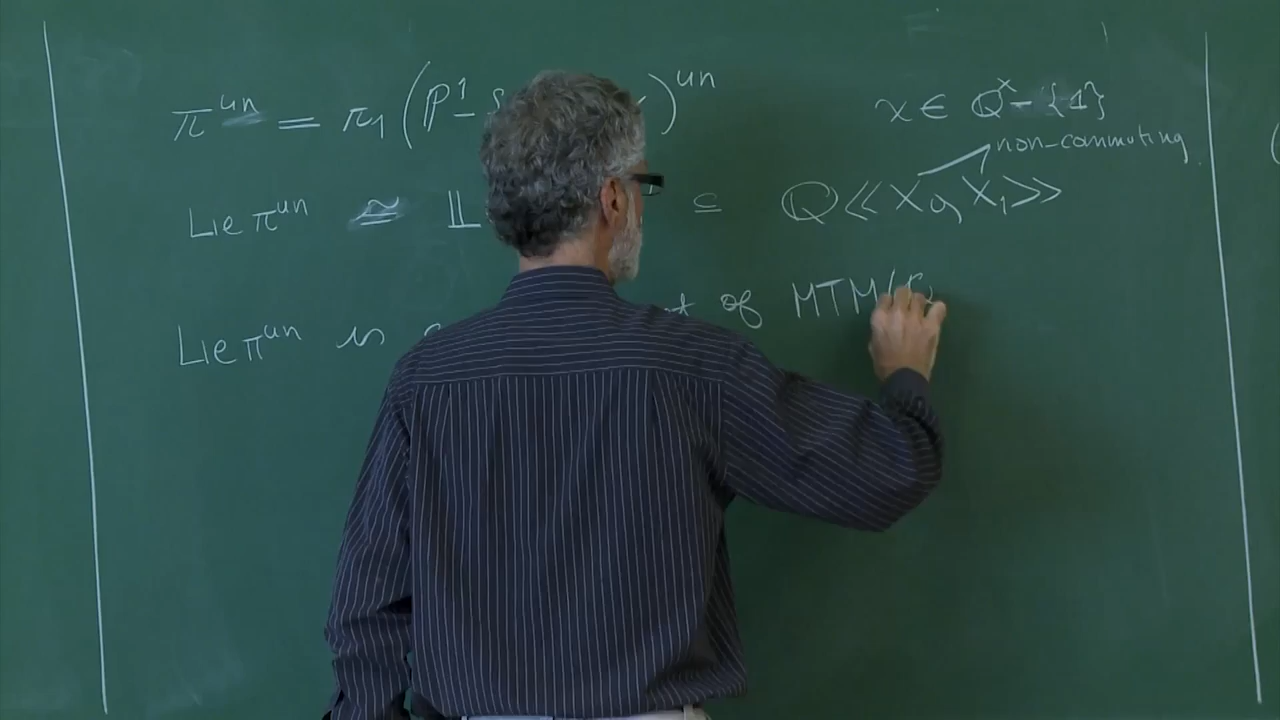 π^un = π₁(P¹- )^un
x ∈ Q^× - {1}
non-commuting
Lie π^un ≅ 𝕃 ⊆ Q<<X₀, X₁>>
Lie π^un is of MTM(